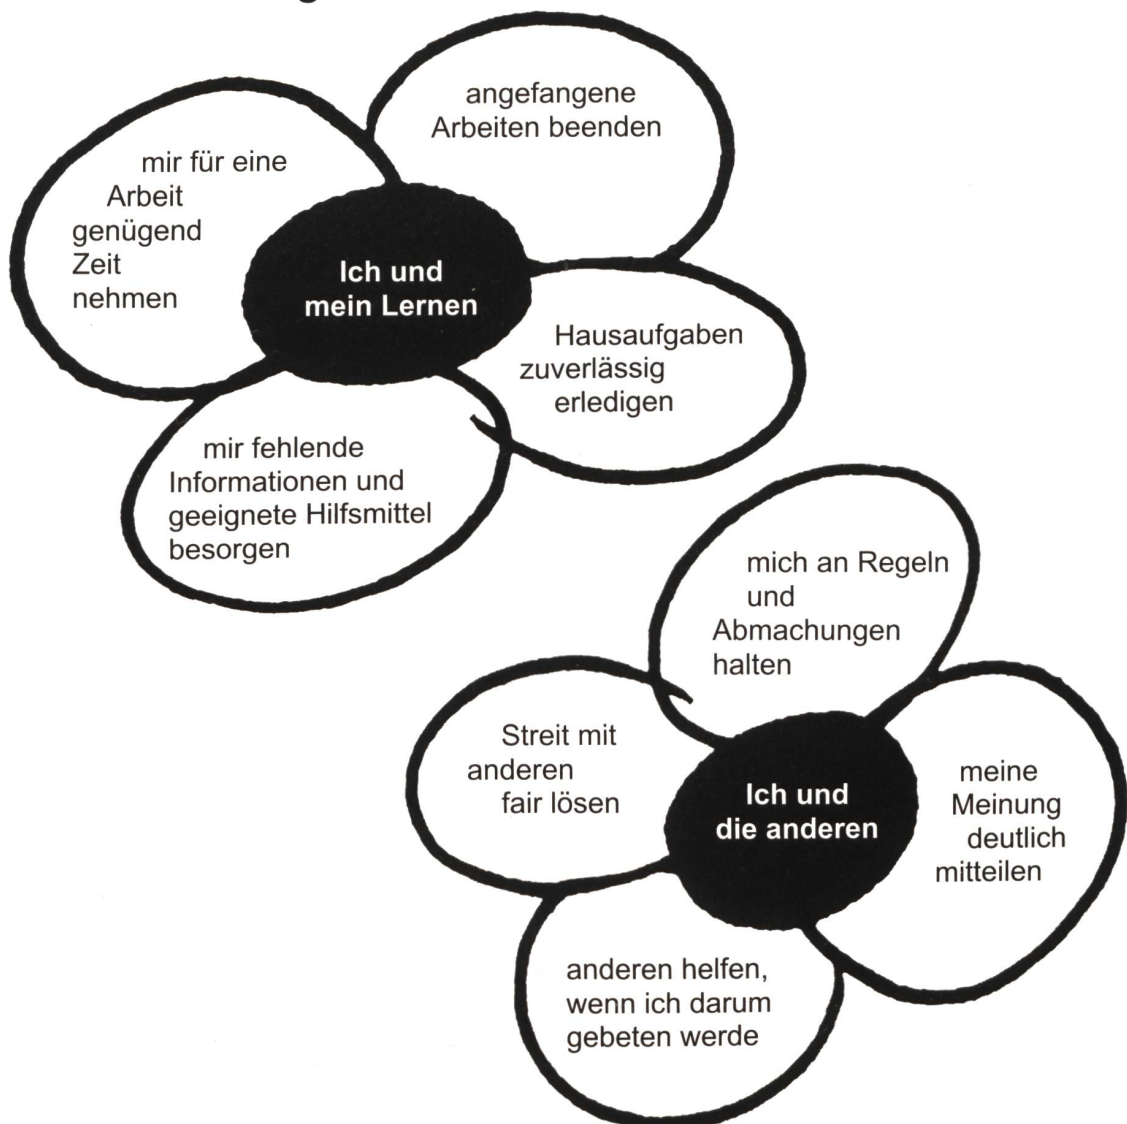 angefangene
Arbeiten beenden
mir für eine
Arbeit
genügend
Zeit
nehmen
Ich und
mein Lernen
Hausaufgaben
zuverlässig
erledigen
mir fehlende
Informationen und
geeignete Hilfsmittel
besorgen
mich an Regeln
und
Abmachungen
halten
Streit mit
anderen
fair lösen
Ich und
die anderen
meine
Meinung
deutlich
mitteilen
anderen helfen,
wenn ich darum
gebeten werde